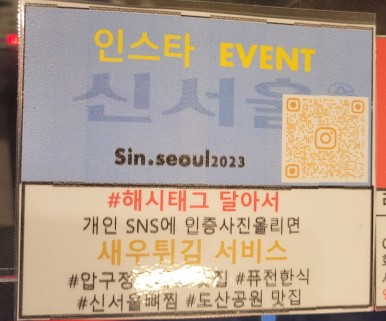 인스타 EVENT
신서울
Sin.seoul2023
#해시태그 달아서
개인 SNS에 인증사진올리면
새우튀김 서비스
#압구정 맛집 #퓨전한식
#신서울뼈찜 #도산공원 맛집